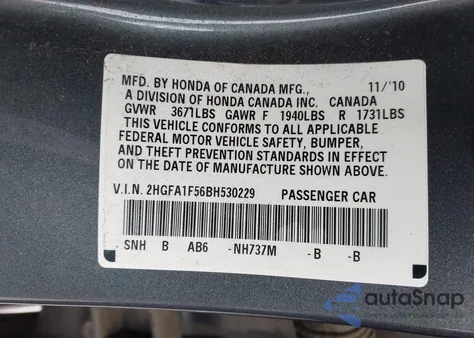 MFD. BY HONDA OF CANADA MFG., 11/'10
A DIVISION OF HONDA CANADA INC. CANADA
GVWR 3671LBS GAWR F 1940LBS R 1731LBS
THIS VEHICLE CONFORMS TO ALL APPLICABLE
FEDERAL MOTOR VEHICLE SAFETY, BUMPER,
AND THEFT PREVENTION STANDARDS IN EFFECT
ON THE DATE OF MANUFACTURE SHOWN ABOVE.
V.I.N. 2HGFA1F56BH530229 PASSENGER CAR
SNH B AB6 -NH737M -B -B
autoSnap